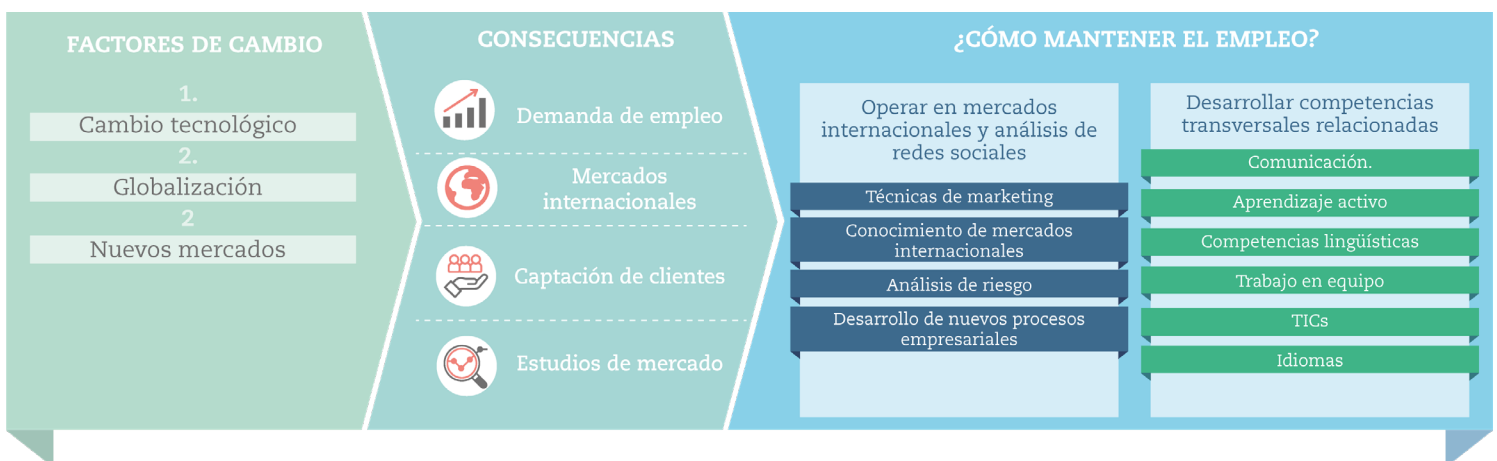 FACTORES DE CAMBIO
1.
Cambio tecnológico
2.
Globalización
2
Nuevos mercados
CONSECUENCIAS
Demanda de empleo
Mercados
internacionales
Captación de clientes
Estudios de mercado
¿CÓMO MANTENER EL EMPLEO?
Operar en mercados
internacionales y análisis de
redes sociales
Técnicas de marketing
Conocimiento de mercados
internacionales
Análisis de riesgo
Desarrollo de nuevos procesos
empresariales
Desarrollar competencias
transversales relacionadas
Comunicación.
Aprendizaje activo
Competencias lingüísticas
Trabajo en equipo
TICs
Idiomas